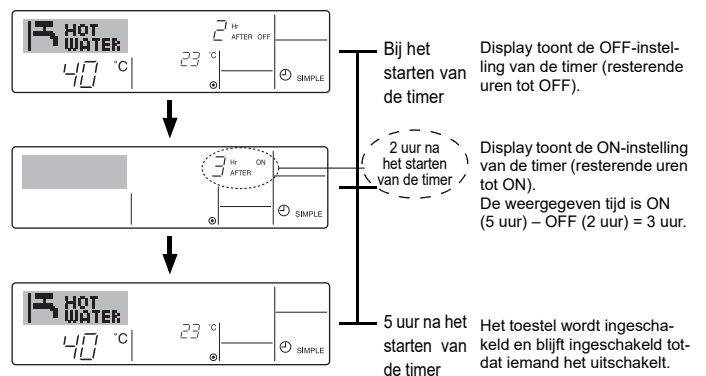 HOT
WATER
40 °C
2 Hr
AFTER OFF
23 °C
SIMPLE
Bij het
starten van
de timer
Display toont de OFF-instel-
ling van de timer (resterende
uren tot OFF).
3 Hr ON
AFTER
SIMPLE
2 uur na
het starten
van de timer
Display toont de ON-instelling
van de timer (resterende uren
tot ON).
De weergegeven tijd is ON
(5 uur) – OFF (2 uur) = 3 uur.
HOT
WATER
40 °C
23 °C
SIMPLE
5 uur na het
starten van
de timer
Het toestel wordt ingescha-
keld en blijft ingeschakeld tot-
dat iemand het uitschakelt.